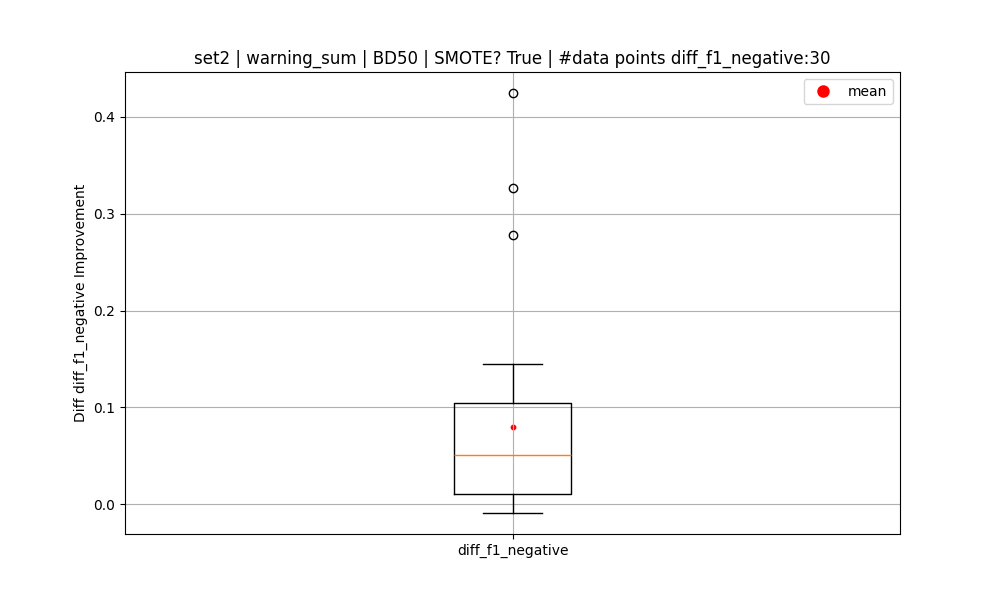 set2 | warning_sum | BD50 | SMOTE? True | #data points diff_f1_negative:30
mean
Diff diff_f1_negative Improvement
0.4
0.3
0.2
0.1
0.0
diff_f1_negative